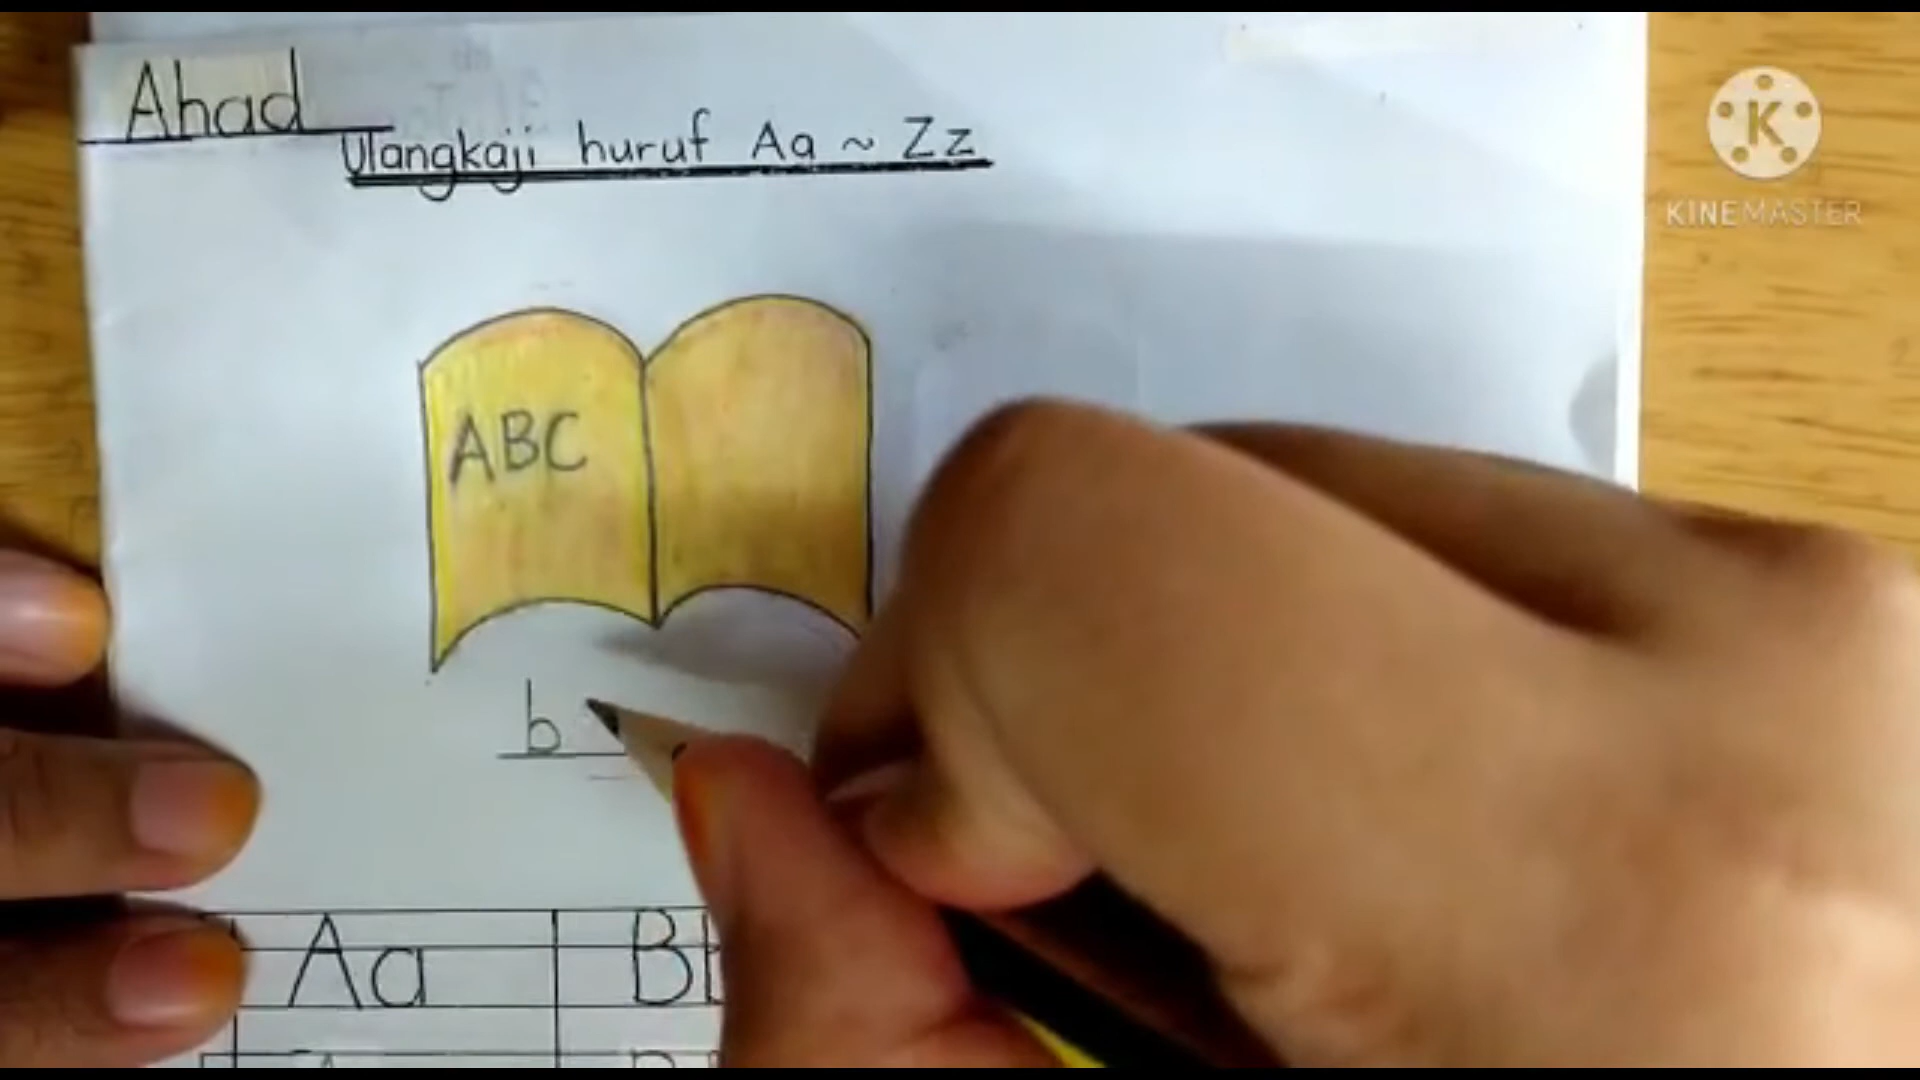 Ahad
Ulangkaji huruf Aa ~ Zz
KINEMASTER
ABC
b
Aa